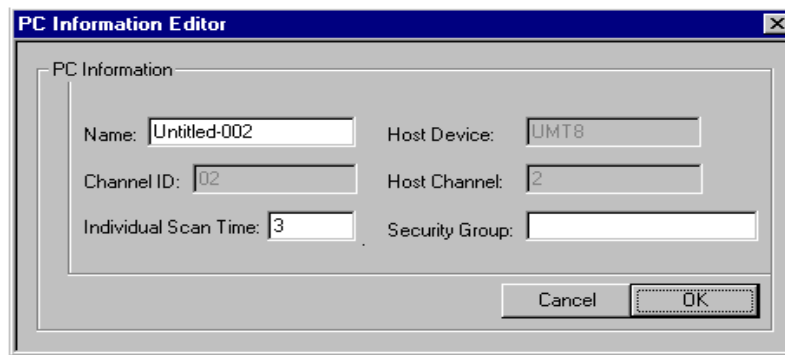 PC Information Editor
PC Information
Name: Untitled-002 Host Device: UMT8
Channel ID: 02 Host Channel: 2
Individual Scan Time: 3 . Security Group:
Cancel OK